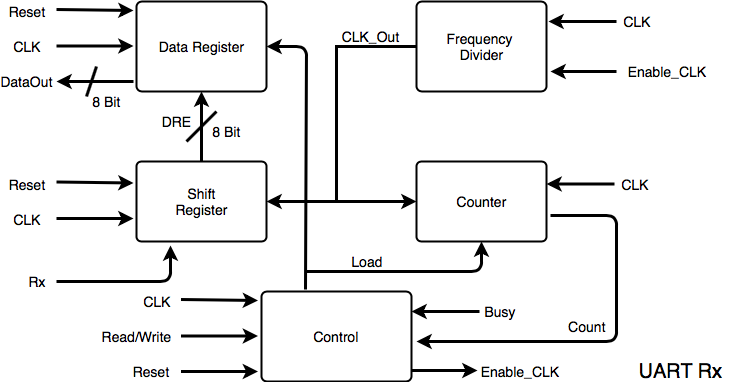 Reset
Data Register
CLK_Out
Frequency
Divider
CLK
CLK
Enable_CLK
DataOut
8 Bit
DRE
8 Bit
Reset
Shift
Register
Counter
CLK
CLK
Rx
Load
CLK
Control
Busy
Read/Write
Count
Reset
Enable_CLK
UART Rx